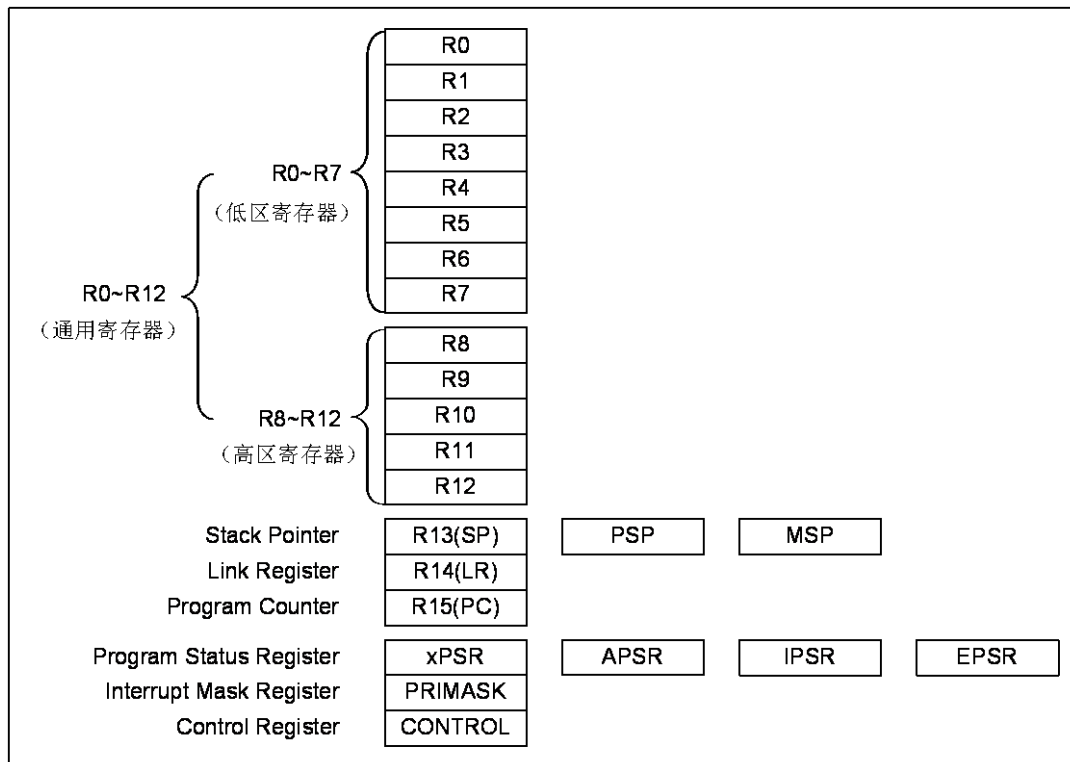 R0
R1
R2
R3
R0~R7
R4
（低区寄存器）
R5
R6
R7
R0~R12
（通用寄存器）
R8
R9
R8~R12
R10
（高区寄存器）
R11
R12
Stack Pointer R13(SP) PSP MSP
Link Register R14(LR)
Program Counter R15(PC)
Program Status Register xPSR APSR IPSR EPSR
Interrupt Mask Register PRIMASK
Control Register CONTROL